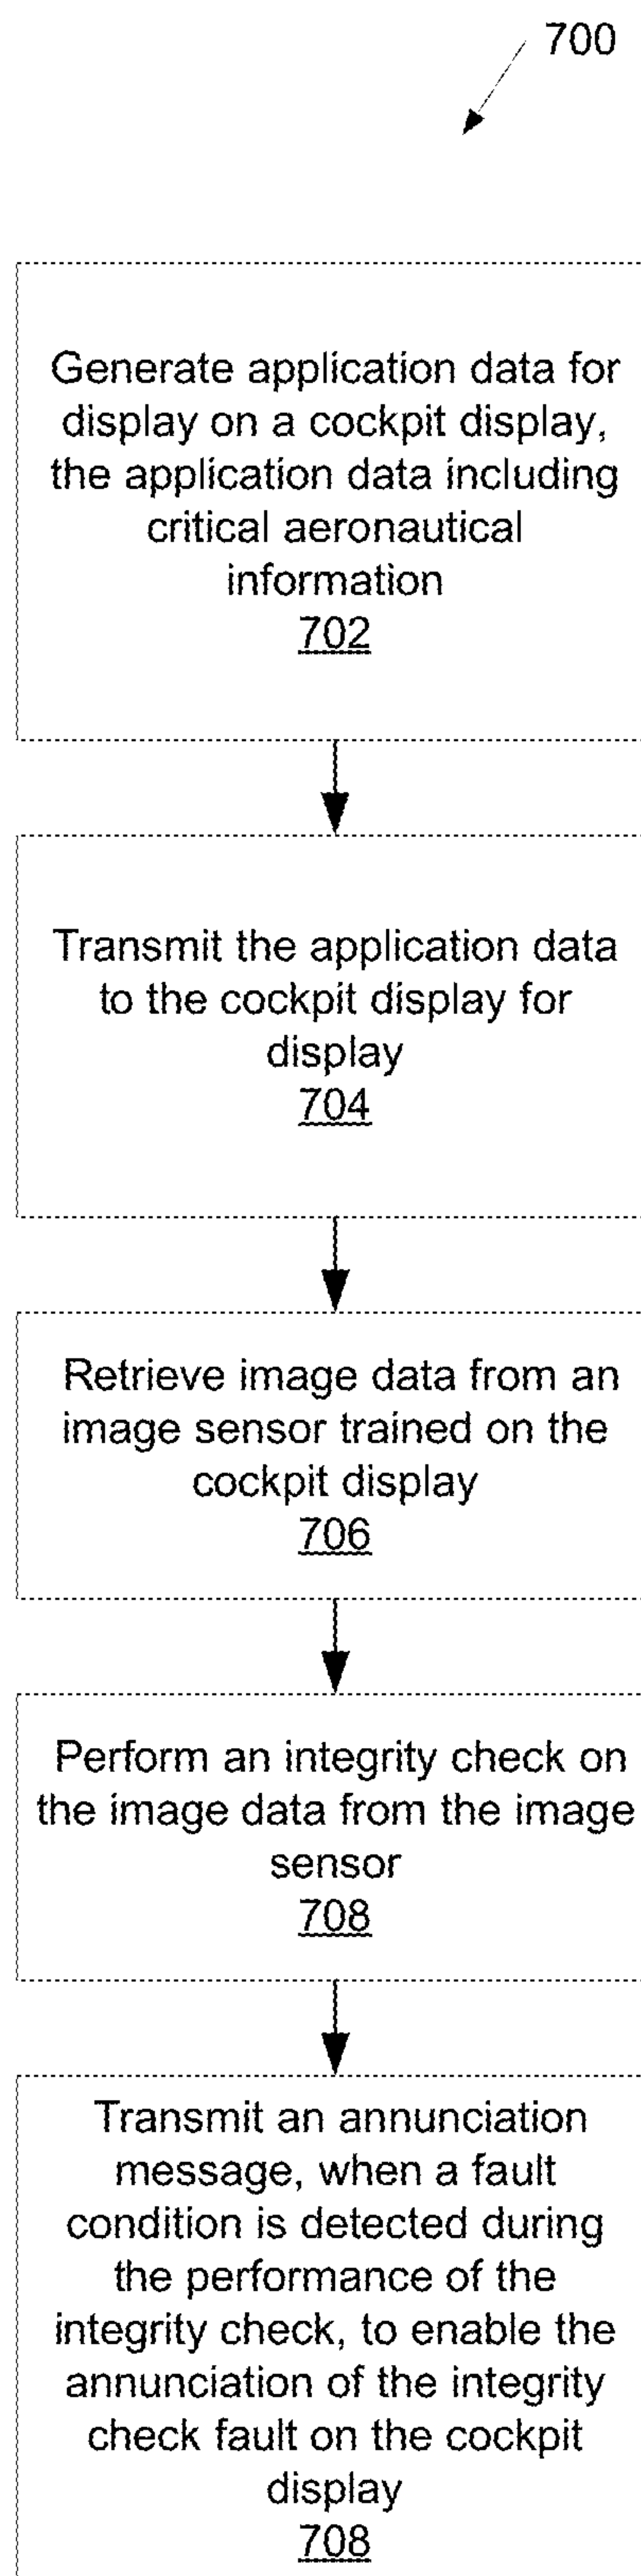 700
Generate application data for
display on a cockpit display,
the application data including
critical aeronautical
information
702
Transmit the application data
to the cockpit display for
display
704
Retrieve image data from an
image sensor trained on the
cockpit display
706
Perform an integrity check on
the image data from the image
sensor
708
Transmit an annunciation
message, when a fault
condition is detected during
the performance of the
integrity check, to enable the
annunciation of the integrity
check fault on the cockpit
display
708